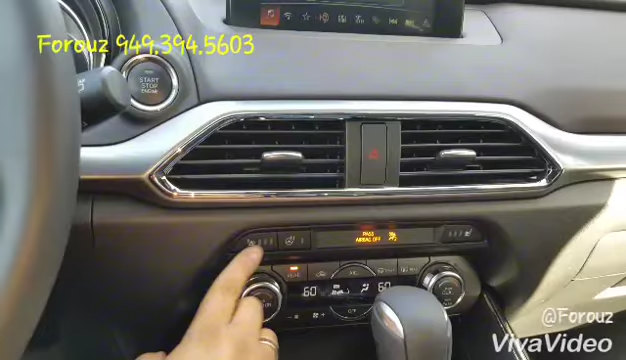 Forouz 949.394.5603
START
STOP
ENGINE
PASS
AIRBAG OFF
60
60
@Forouz
VivaVideo